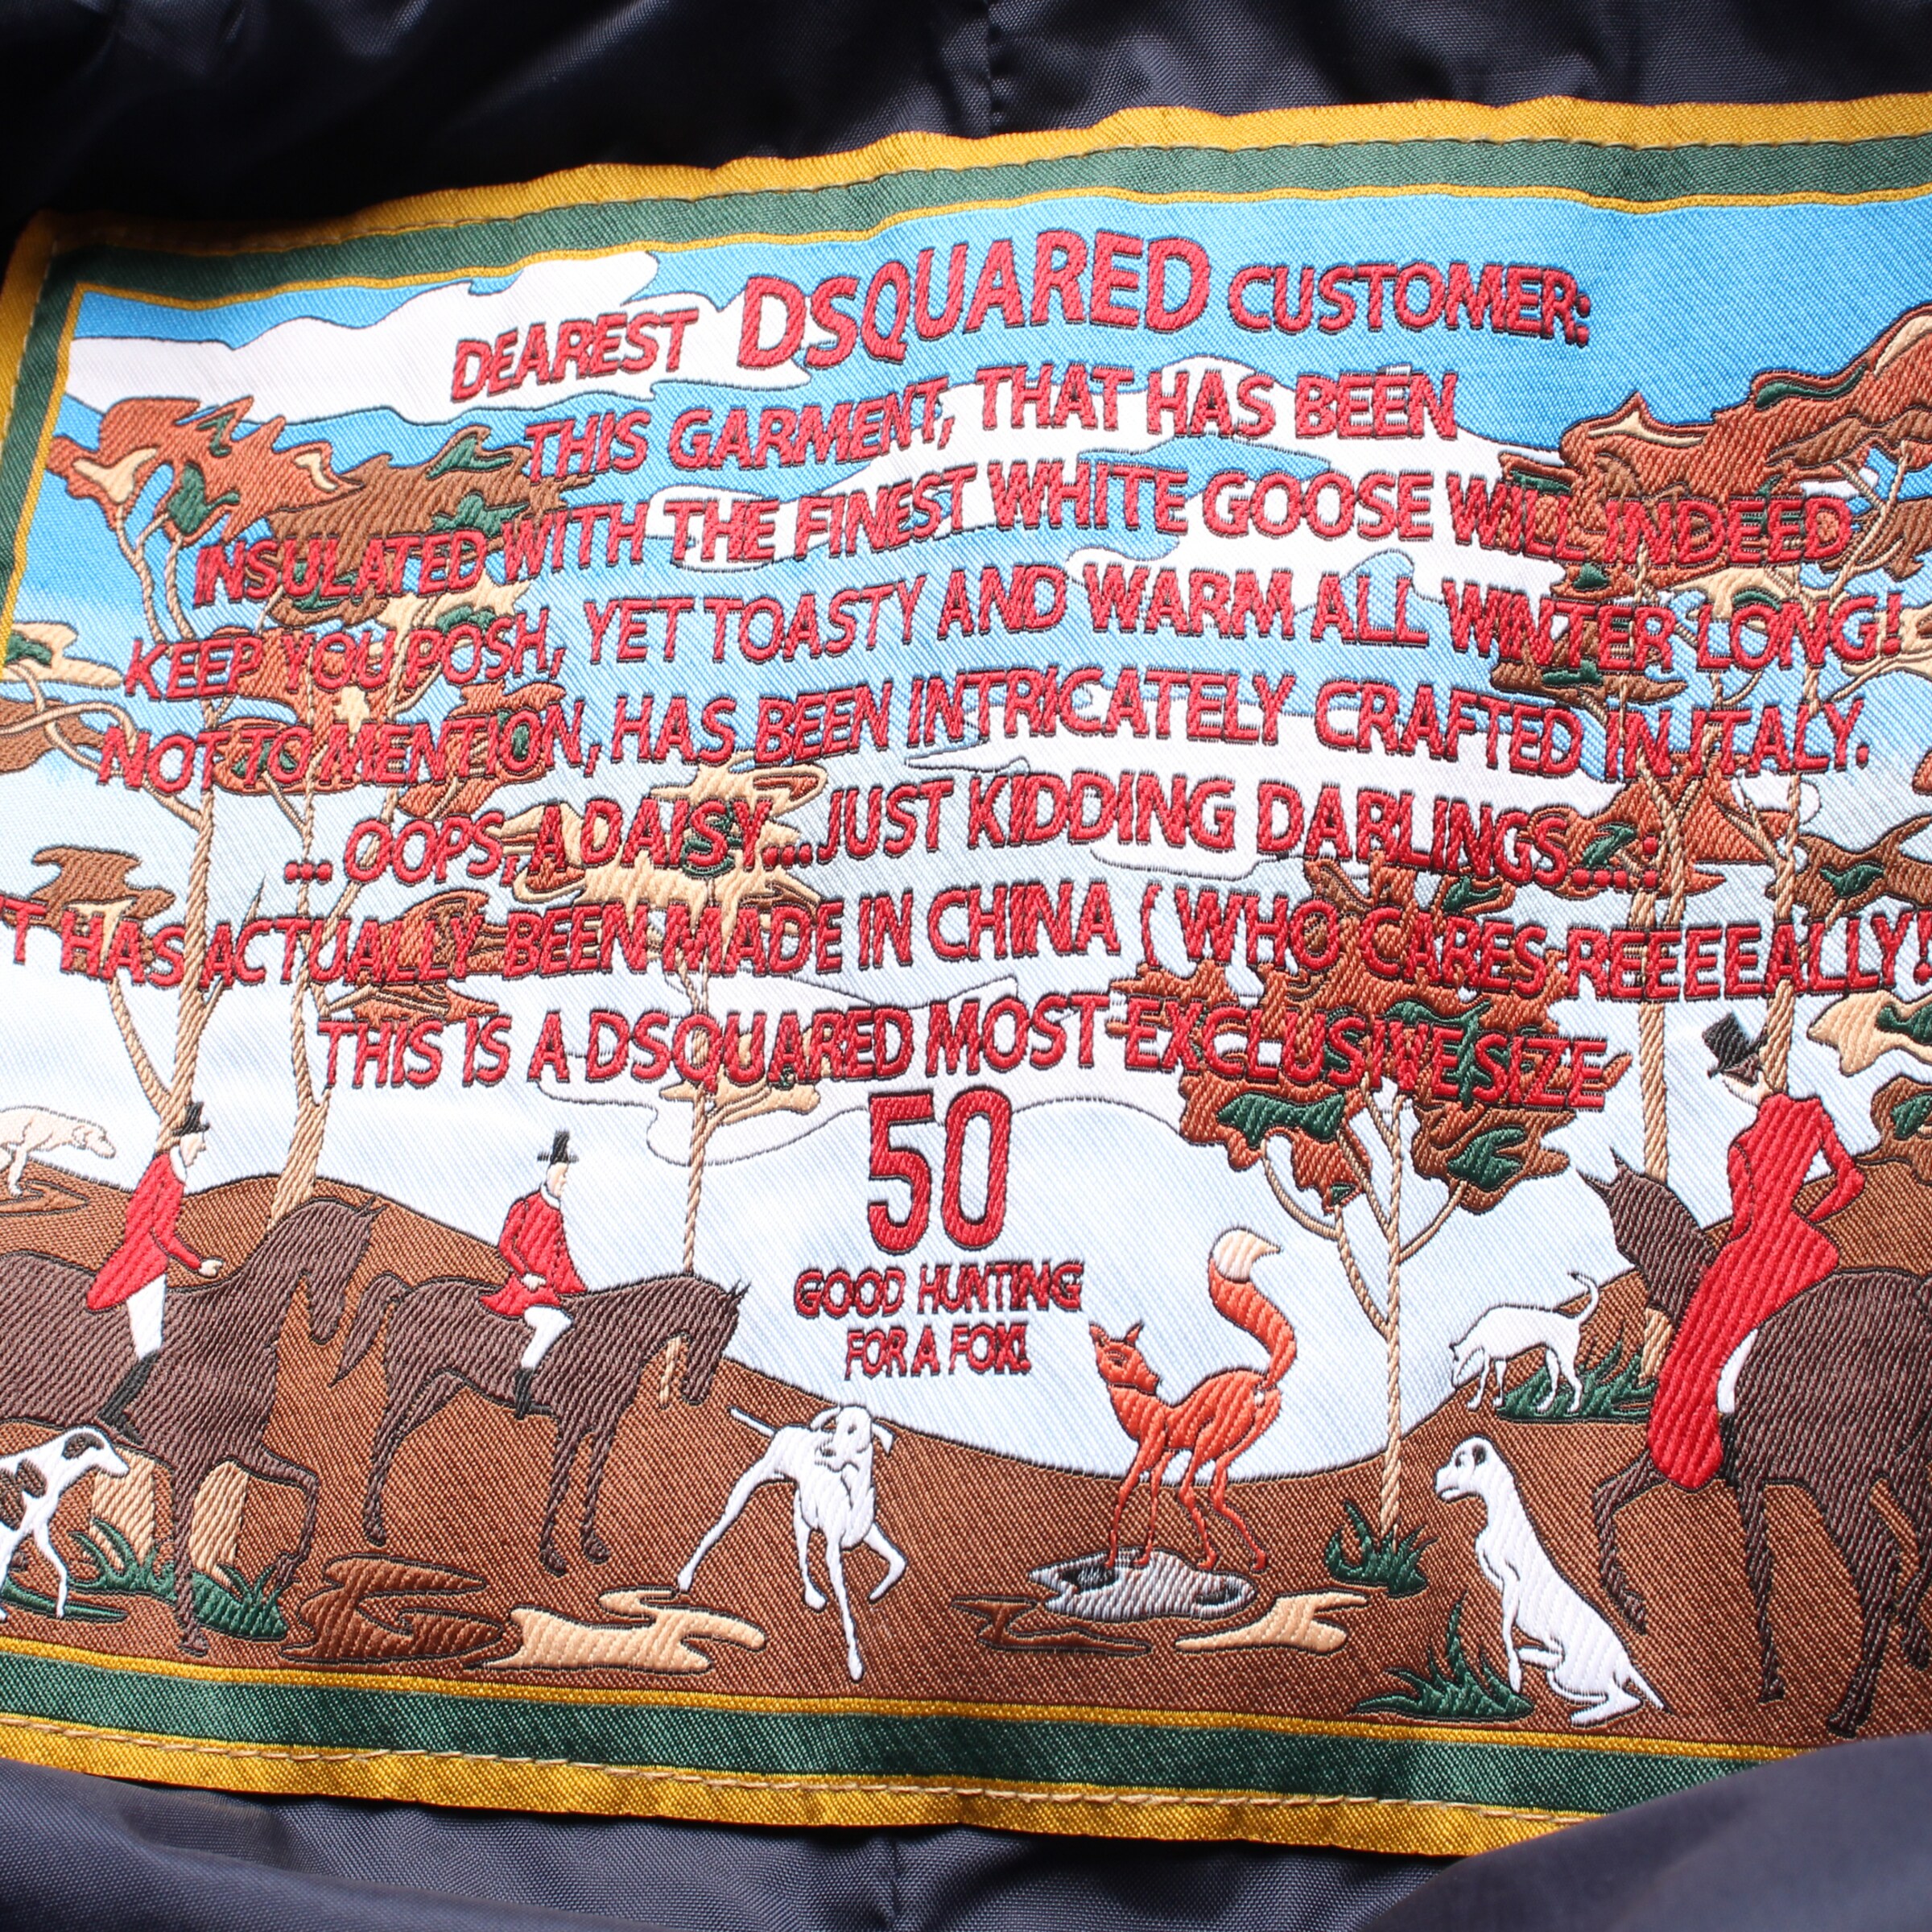 DEAREST DSQUARED CUSTOMER:
THIS GARMENT, THAT HAS BEEN
INSULATED WITH THE FINEST WHITE GOOSE WILL INDEED
KEEP YOU POSH, YET TOASTY AND WARM ALL WINTER LONG!
NOT TO MENTION, HAS BEEN INTRICATELY CRAFTED IN ITALY.
... OOPS, A DAISY...JUST KIDDING DARLINGS....:
T HAS ACTUALLY BEEN MADE IN CHINA ( WHO CARES REEEEALLY!
THIS IS A DSQUARED MOST EXCLUSIVE SIZE
50
GOOD HUNTING
FOR A FOX!